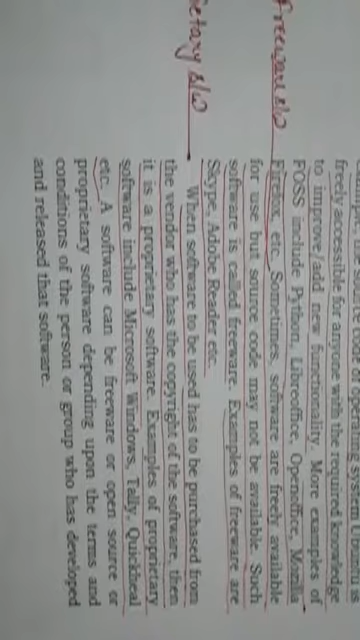 freely accessible for anyone with the required knowledge
to improve/add new functionality. More examples of
FOSS include Python, Libreoffice, Openoffice, Mozilla
Firefox, etc. Sometimes, software are freely available
for use but source code may not be available. Such
software is called freeware. Examples of freeware are
Skype, Adobe Reader etc.
When software to be used has to be purchased from
the vendor who has the copyright of the software, then
it is a proprietary software. Examples of proprietary
software include Microsoft Windows, Tally, Quickheal
etc. A software can be freeware or open source or
proprietary software depending upon the terms and
conditions of the person or group who has developed
and released that software.